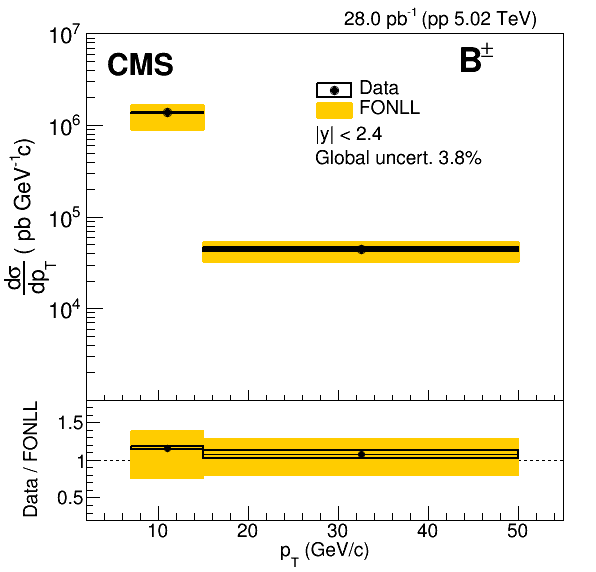 28.0 pb⁻¹ (pp 5.02 TeV)
10⁷
CMS
B±
Data
FONLL
|y| < 2.4
Global uncert. 3.8%
10⁶
10⁵
10⁴
dσ/dp_T ( pb GeV⁻¹c)
1.5
1
0.5
Data / FONLL
10 20 30 40 50
p_T (GeV/c)